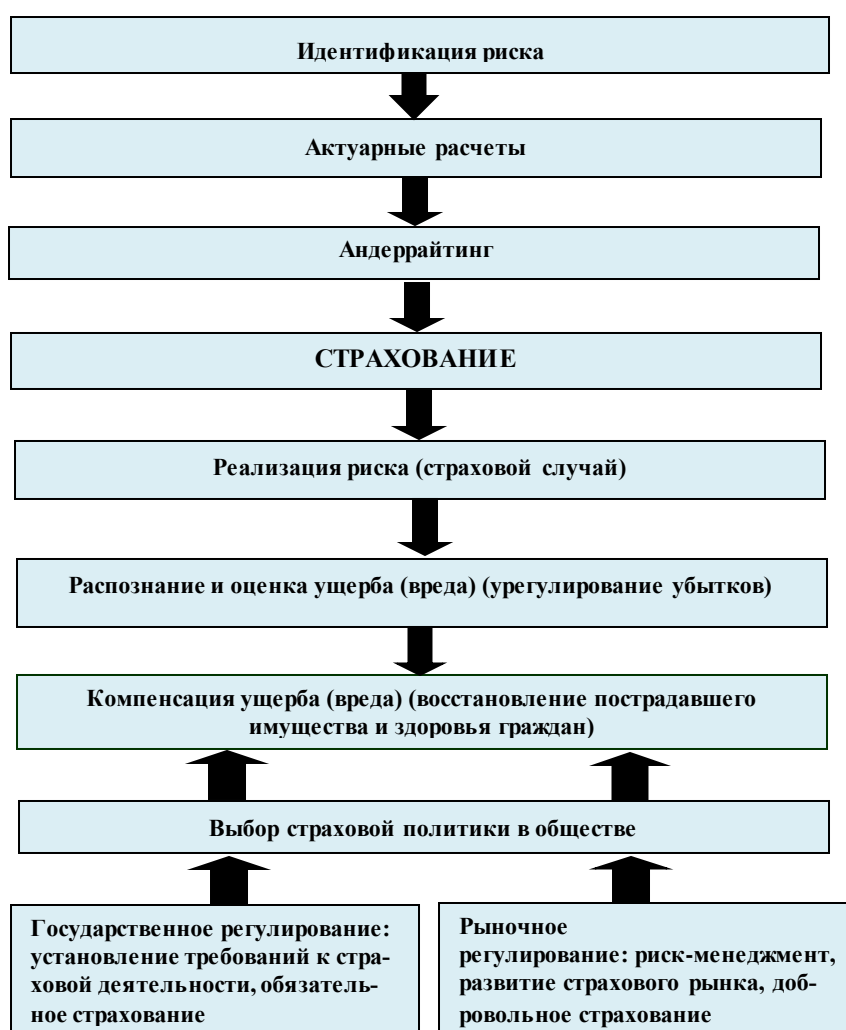 Идентификация риска
Актуарные расчеты
Андеррайтинг
СТРАХОВАНИЕ
Реализация риска (страховой случай)
Распознание и оценка ущерба (вреда) (урегулирование убытков)
Компенсация ущерба (вреда) (восстановление пострадавшего
имущества и здоровья граждан)
Выбор страховой политики в обществе
Государственное регулирование:
установление требований к стра-
ховой деятельности, обязатель-
ное страхование
Рыночное
регулирование: риск-менеджмент,
развитие страхового рынка, доб-
ровольное страхование